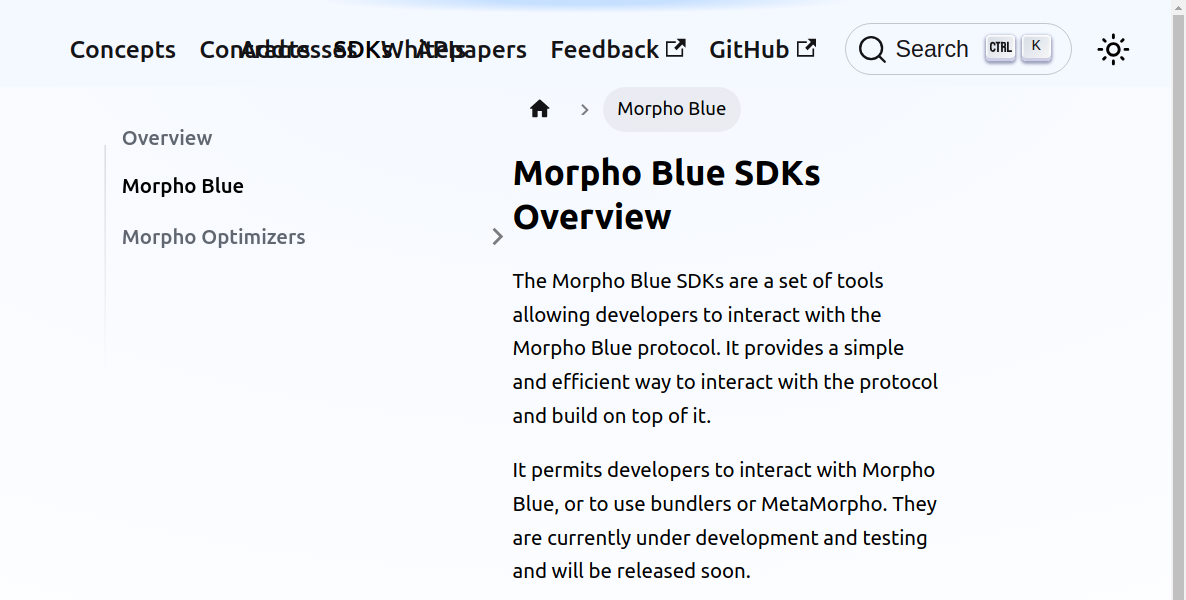 Concepts Contracts Addresses SDKs APIs Whitepapers Feedback GitHub Search CTRL K
Morpho Blue
Overview
Morpho Blue
Morpho Optimizers
Morpho Blue SDKs
Overview
The Morpho Blue SDKs are a set of tools
allowing developers to interact with the
Morpho Blue protocol. It provides a simple
and efficient way to interact with the protocol
and build on top of it.
It permits developers to interact with Morpho
Blue, or to use bundlers or MetaMorpho. They
are currently under development and testing
and will be released soon.